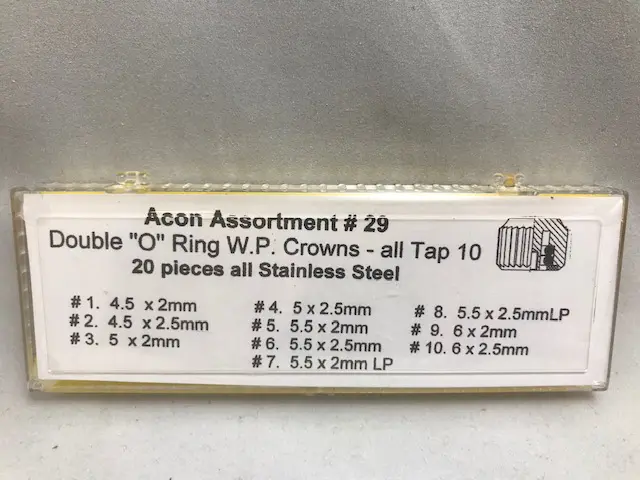 Acon Assortment # 29
Double "O" Ring W.P. Crowns - all Tap 10
20 pieces all Stainless Steel
# 1. 4.5 x 2mm
# 2. 4.5 x 2.5mm
# 3. 5 x 2mm
# 4. 5 x 2.5mm
# 5. 5.5 x 2mm
# 6. 5.5 x 2.5mm
# 7. 5.5 x 2mm LP
# 8. 5.5 x 2.5mmLP
# 9. 6 x 2mm
# 10. 6 x 2.5mm